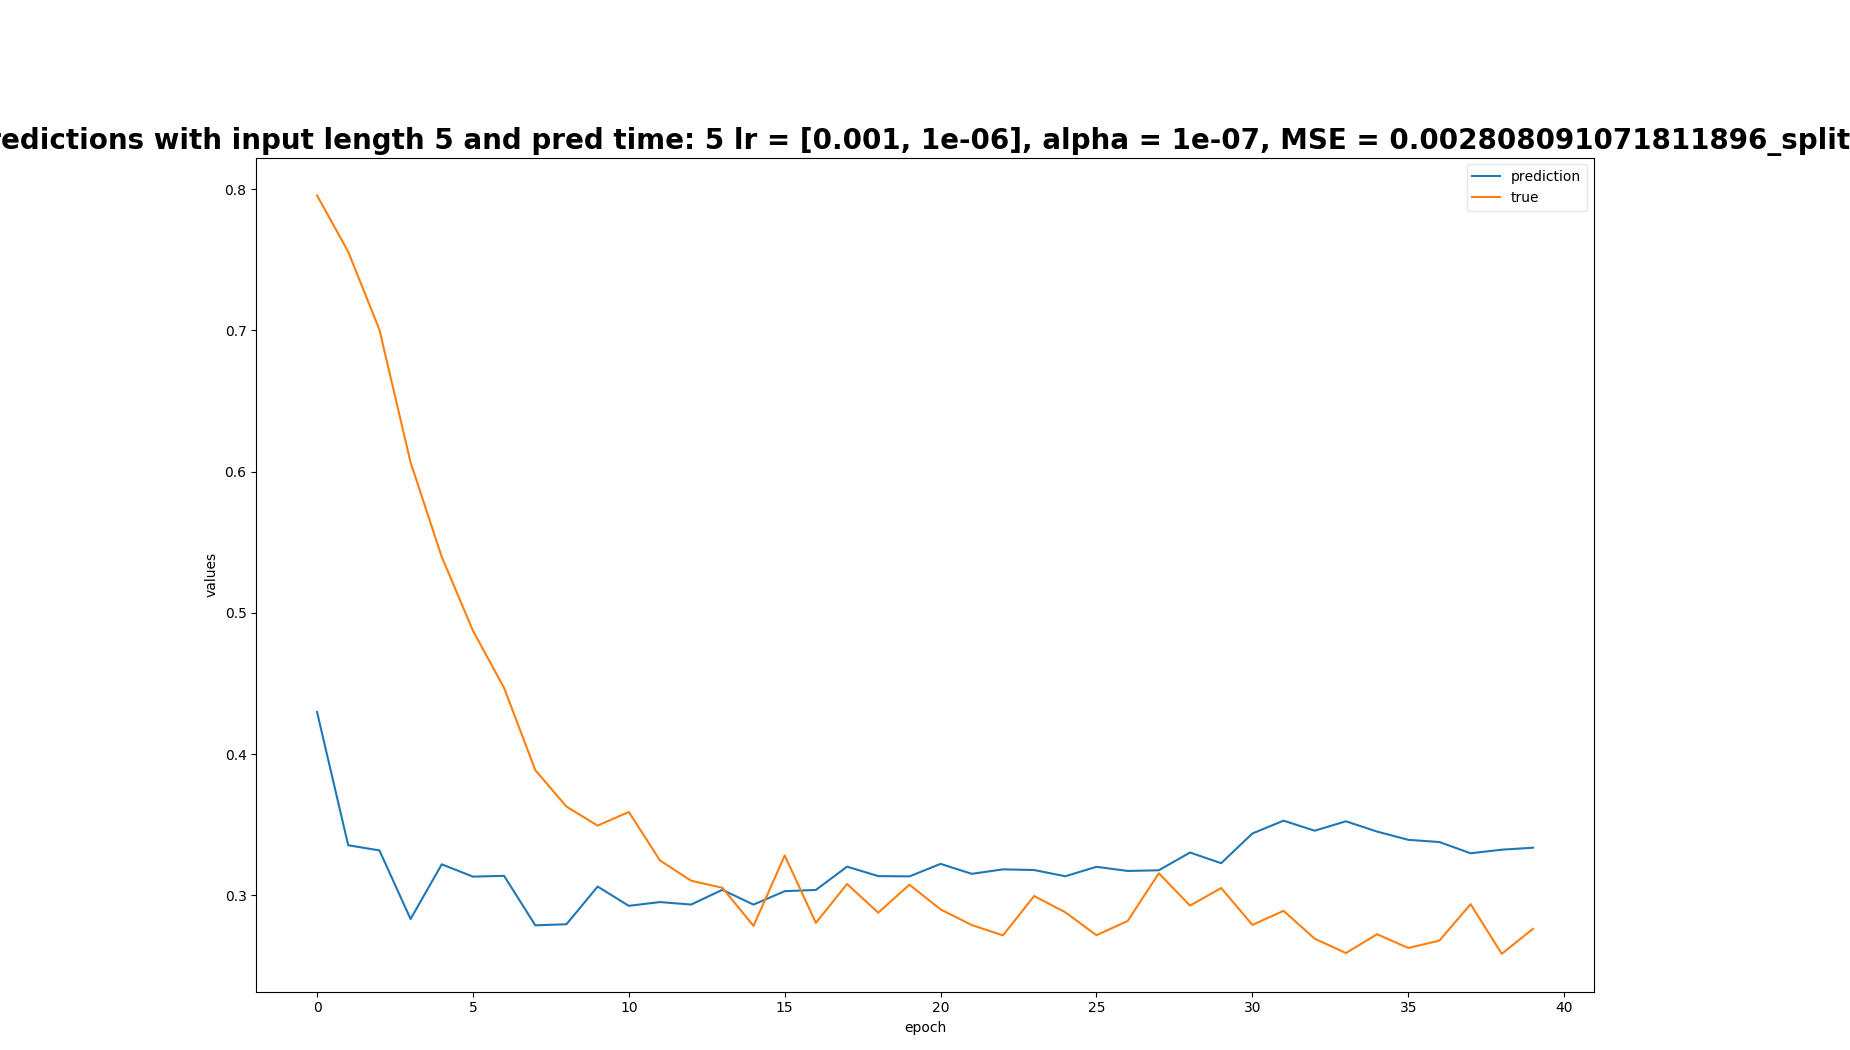 redictions with input length 5 and pred time: 5 lr = [0.001, 1e-06], alpha = 1e-07, MSE = 0.002808091071811896_split
prediction
true
0.8
0.7
0.6
0.5
0.4
0.3
values
0 5 10 15 20 25 30 35 40
epoch